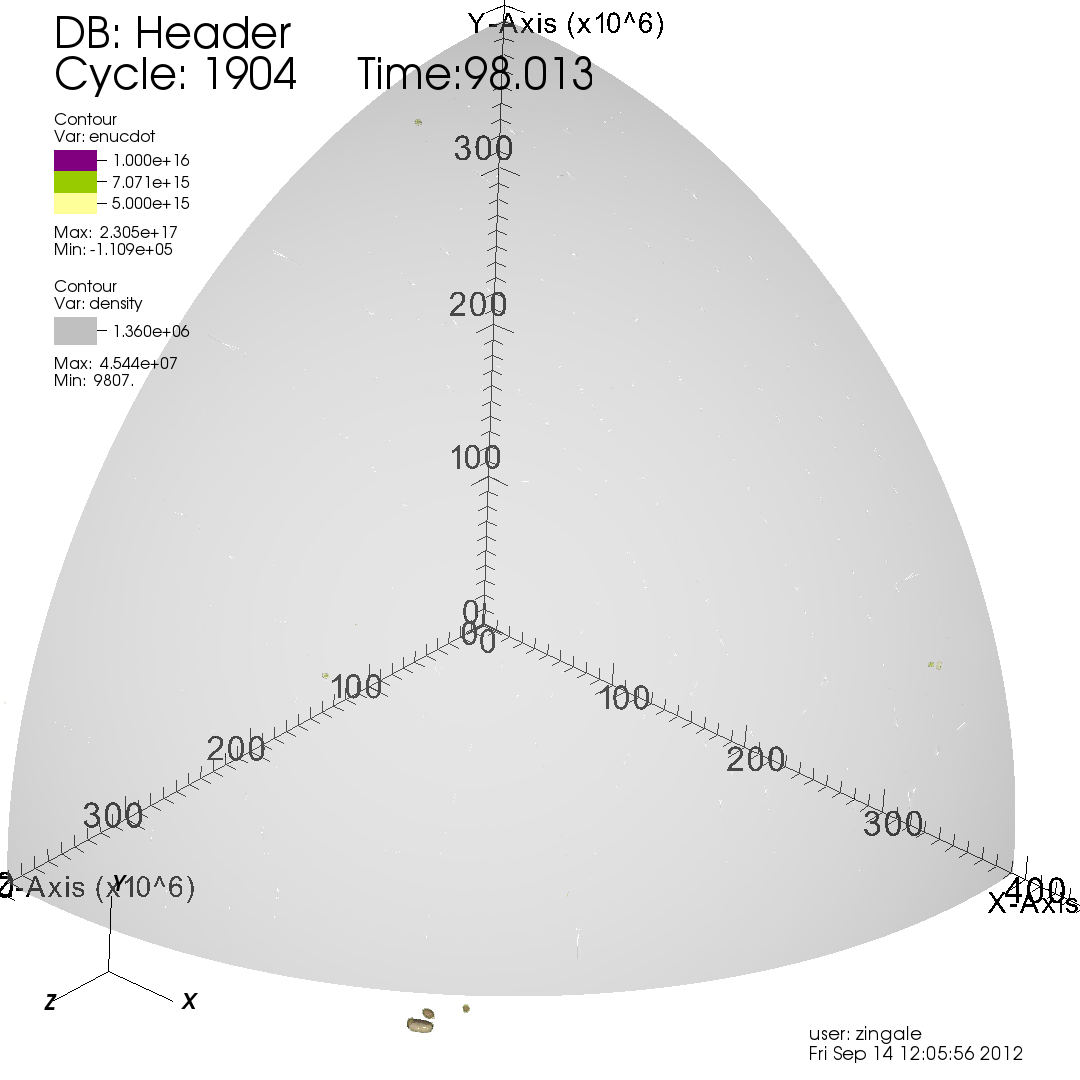 DB: Header
Cycle: 1904 Time:98.013
Y-Axis (x10^6)
Contour
Var: enucdot
1.000e+16
7.071e+15
5.000e+15
Max: 2.305e+17
Min: -1.109e+05
Contour
Var: density
1.360e+06
Max: 4.544e+07
Min: 9807.
300
200
100
0
0
0
100
200
300
100
200
300
400
Z-Axis (x10^6)
X-Axis
Y
Z
X
user: zingale
Fri Sep 14 12:05:56 2012